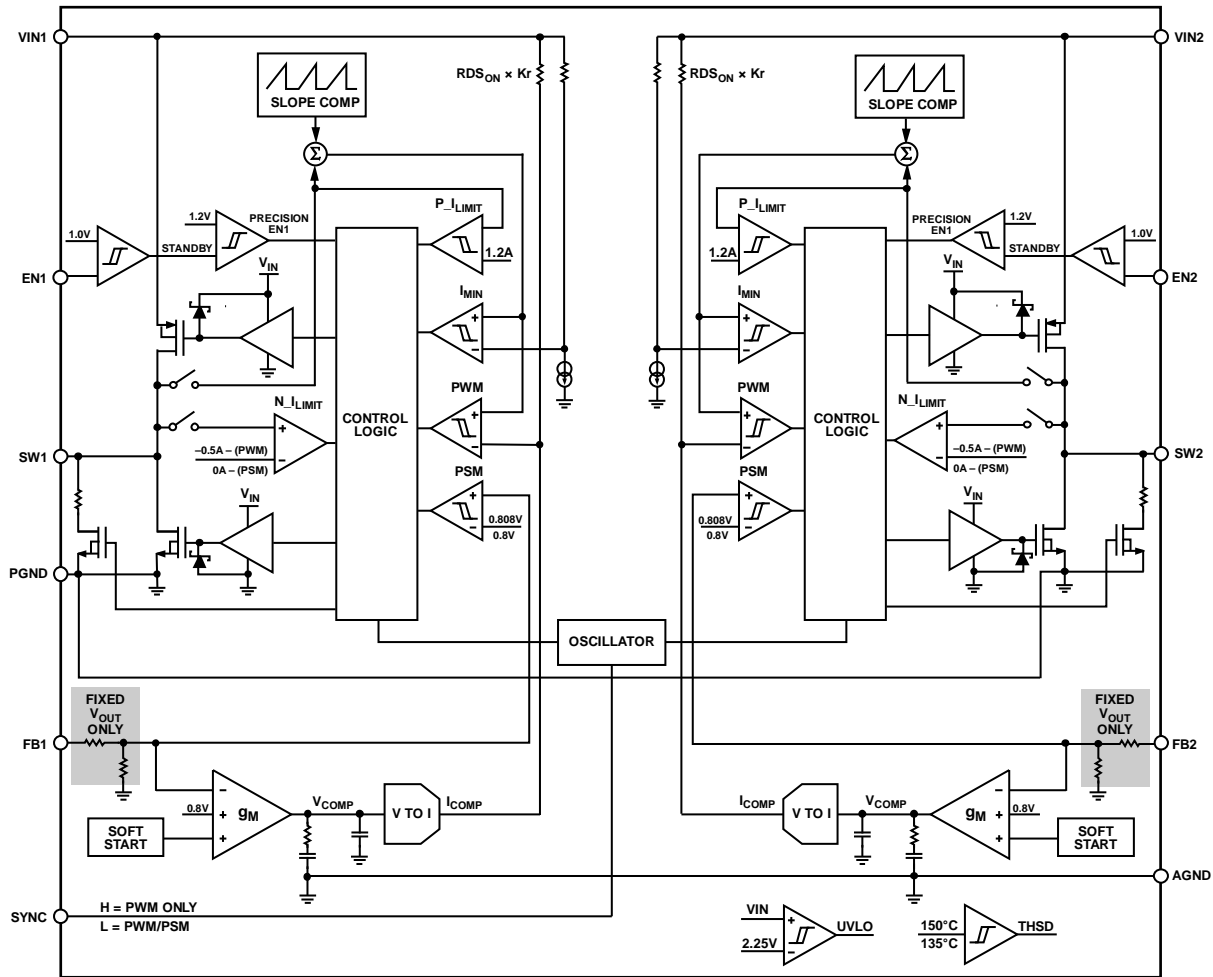 VIN1
VIN2
RDSON × Kr
RDSON × Kr
SLOPE COMP
SLOPE COMP
Σ
Σ
P_ILIMIT
P_ILIMIT
1.2V
PRECISION
EN1
1.0V
STANDBY
1.2A
1.2A
PRECISION
EN1
1.2V
STANDBY
1.0V
EN1
EN2
VIN
VIN
IMIN
IMIN
+
−
+
−
PWM
PWM
+
−
+
−
N_ILIMIT
N_ILIMIT
CONTROL
LOGIC
CONTROL
LOGIC
+
−
−0.5A – (PWM)
0A – (PSM)
+
−
−0.5A – (PWM)
0A – (PSM)
SW1
SW2
PSM
PSM
VIN
VIN
+
−
0.808V
0.8V
+
−
0.808V
0.8V
PGND
OSCILLATOR
FIXED
VOUT
ONLY
FIXED
VOUT
ONLY
FB1
FB2
−
+
+
0.8V
gM
VCOMP
V TO I
ICOMP
ICOMP
V TO I
VCOMP
gM
−
+
+
0.8V
SOFT
START
SOFT
START
AGND
SYNC
H = PWM ONLY
L = PWM/PSM
VIN
2.25V
+
−
UVLO
150°C
135°C
THSD